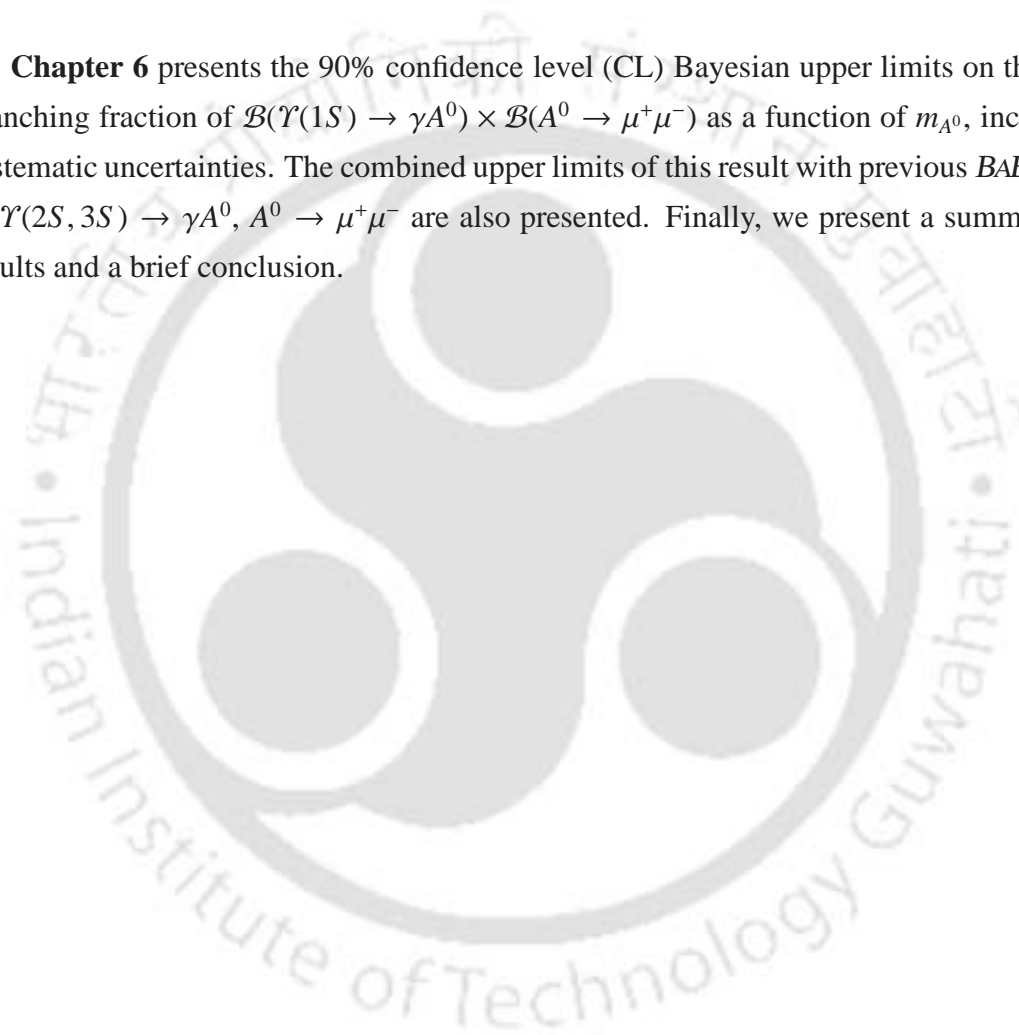 Chapter 6 presents the 90% confidence level (CL) Bayesian upper limits on th
anching fraction of ℬ(Υ(1S) → γA⁰) × ℬ(A⁰ → μ⁺μ⁻) as a function of m_{A⁰}, inc
stematic uncertainties. The combined upper limits of this result with previous BAB
Υ(2S, 3S) → γA⁰, A⁰ → μ⁺μ⁻ are also presented. Finally, we present a summ
ults and a brief conclusion.
Indian Institute of Technology Guwahati